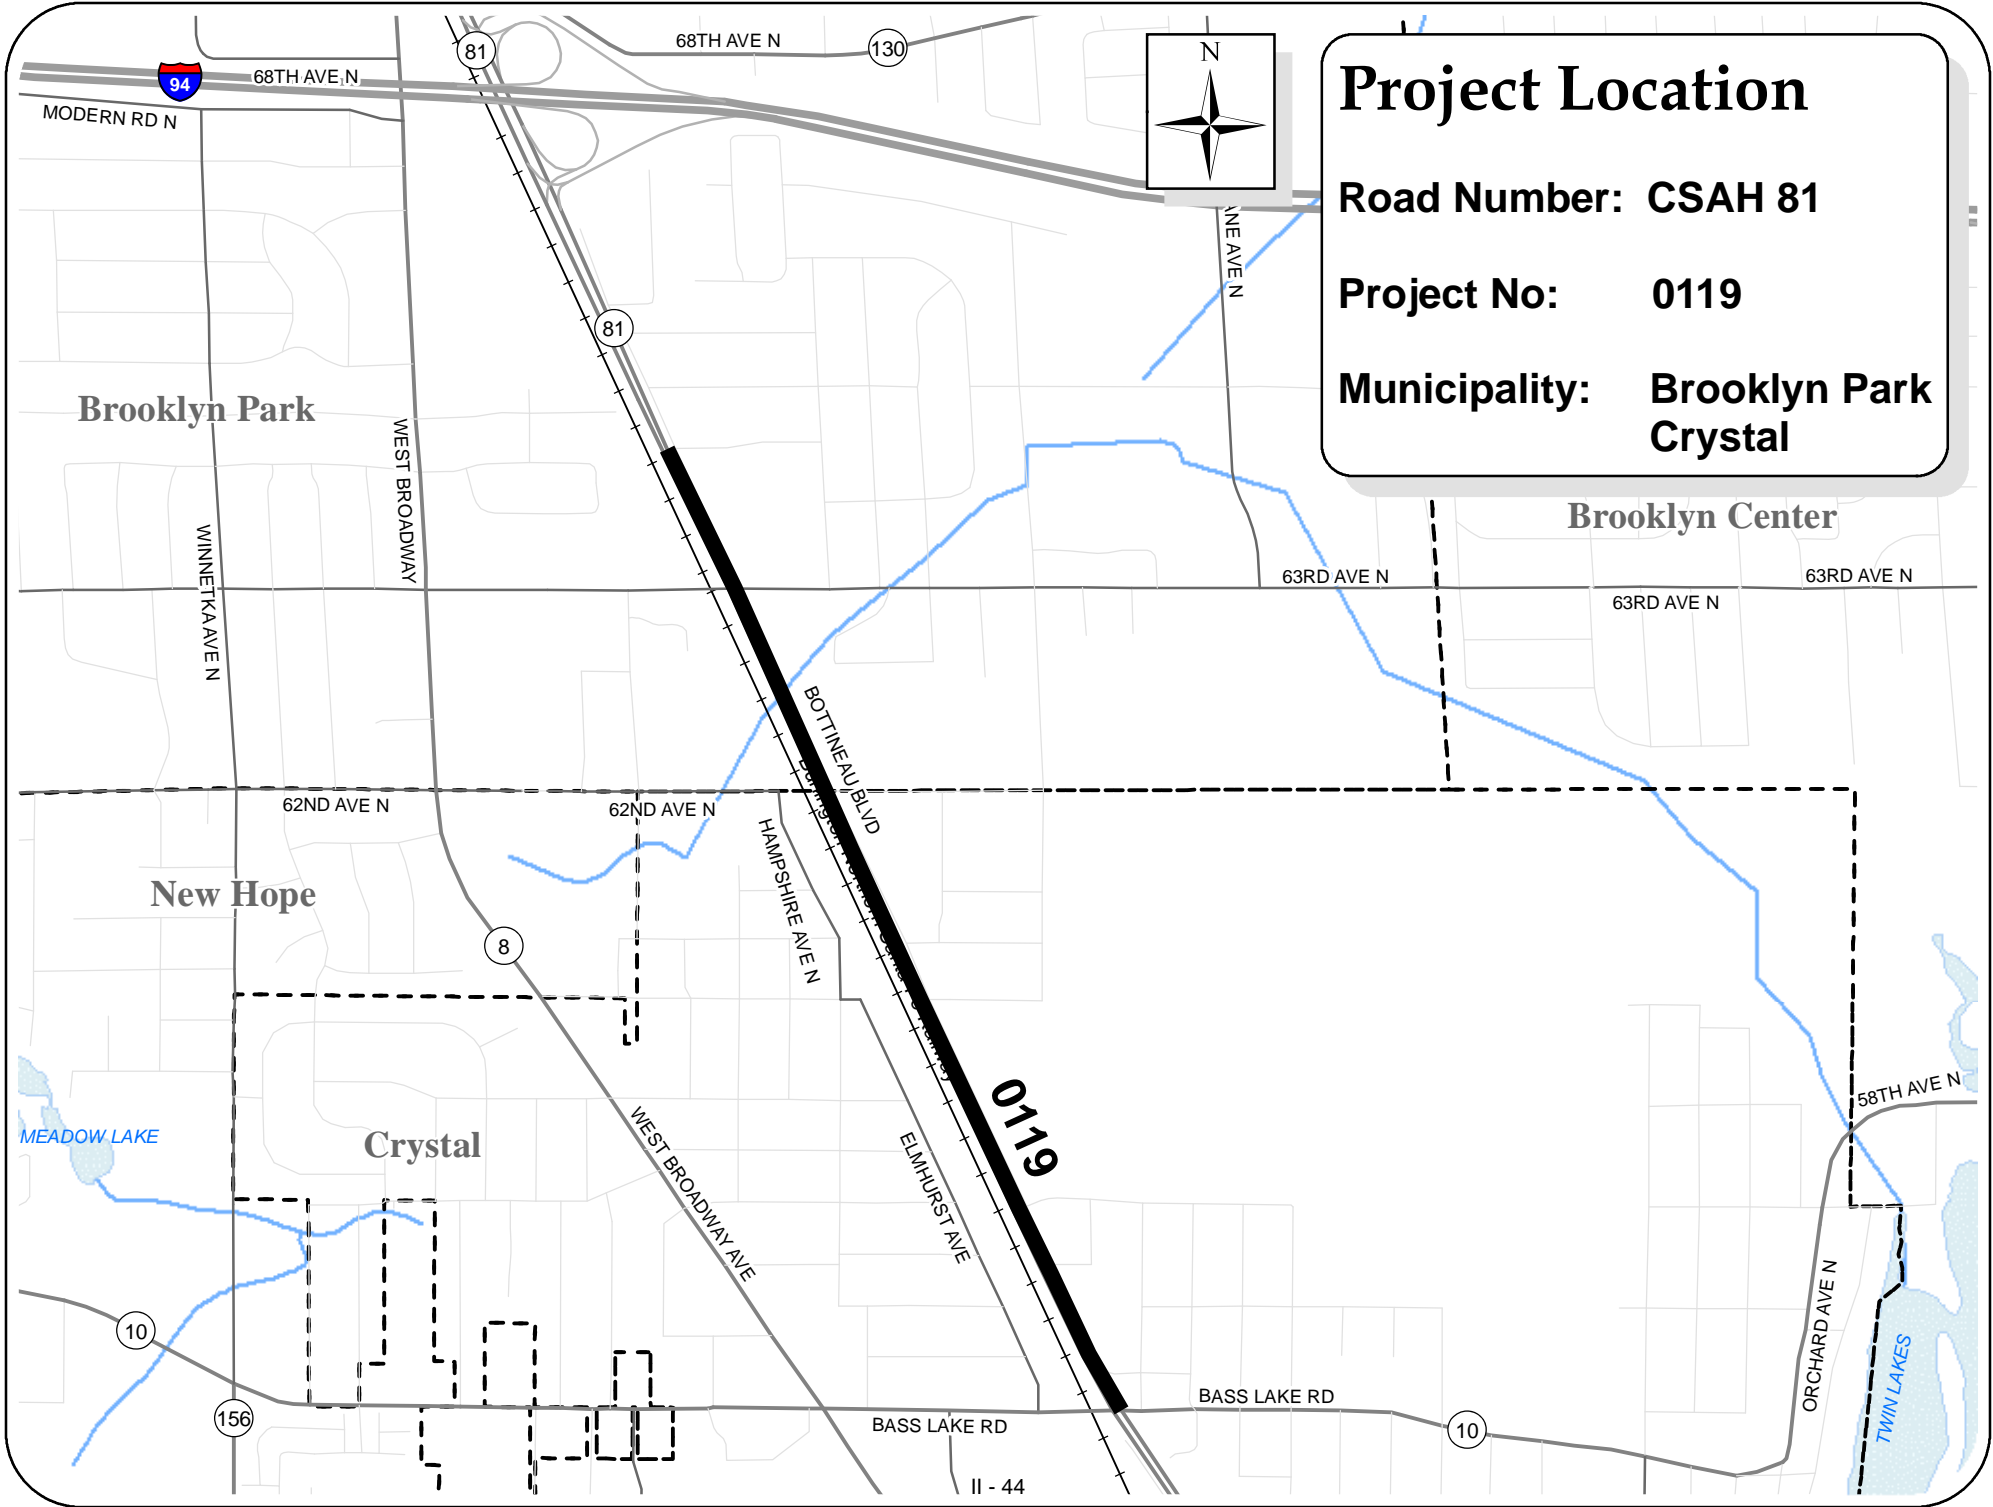 81
68TH AVE N
130
N
94
68TH AVE N
MODERN RD N
Project Location
Road Number: CSAH 81
Project No: 0119
Municipality: Brooklyn Park
Crystal
ANE AVE N
81
Brooklyn Park
WEST BROADWAY
WINNETKA AVE N
Brooklyn Center
63RD AVE N
63RD AVE N
63RD AVE N
BOTTINEAU BLVD
62ND AVE N
62ND AVE N
HAMPSHIRE AVE N
New Hope
8
0119
58TH AVE N
MEADOW LAKE
Crystal
WEST BROADWAY AVE
ELMHURST AVE
ORCHARD AVE N
TWIN LAKES
10
156
BASS LAKE RD
BASS LAKE RD
10
II - 44